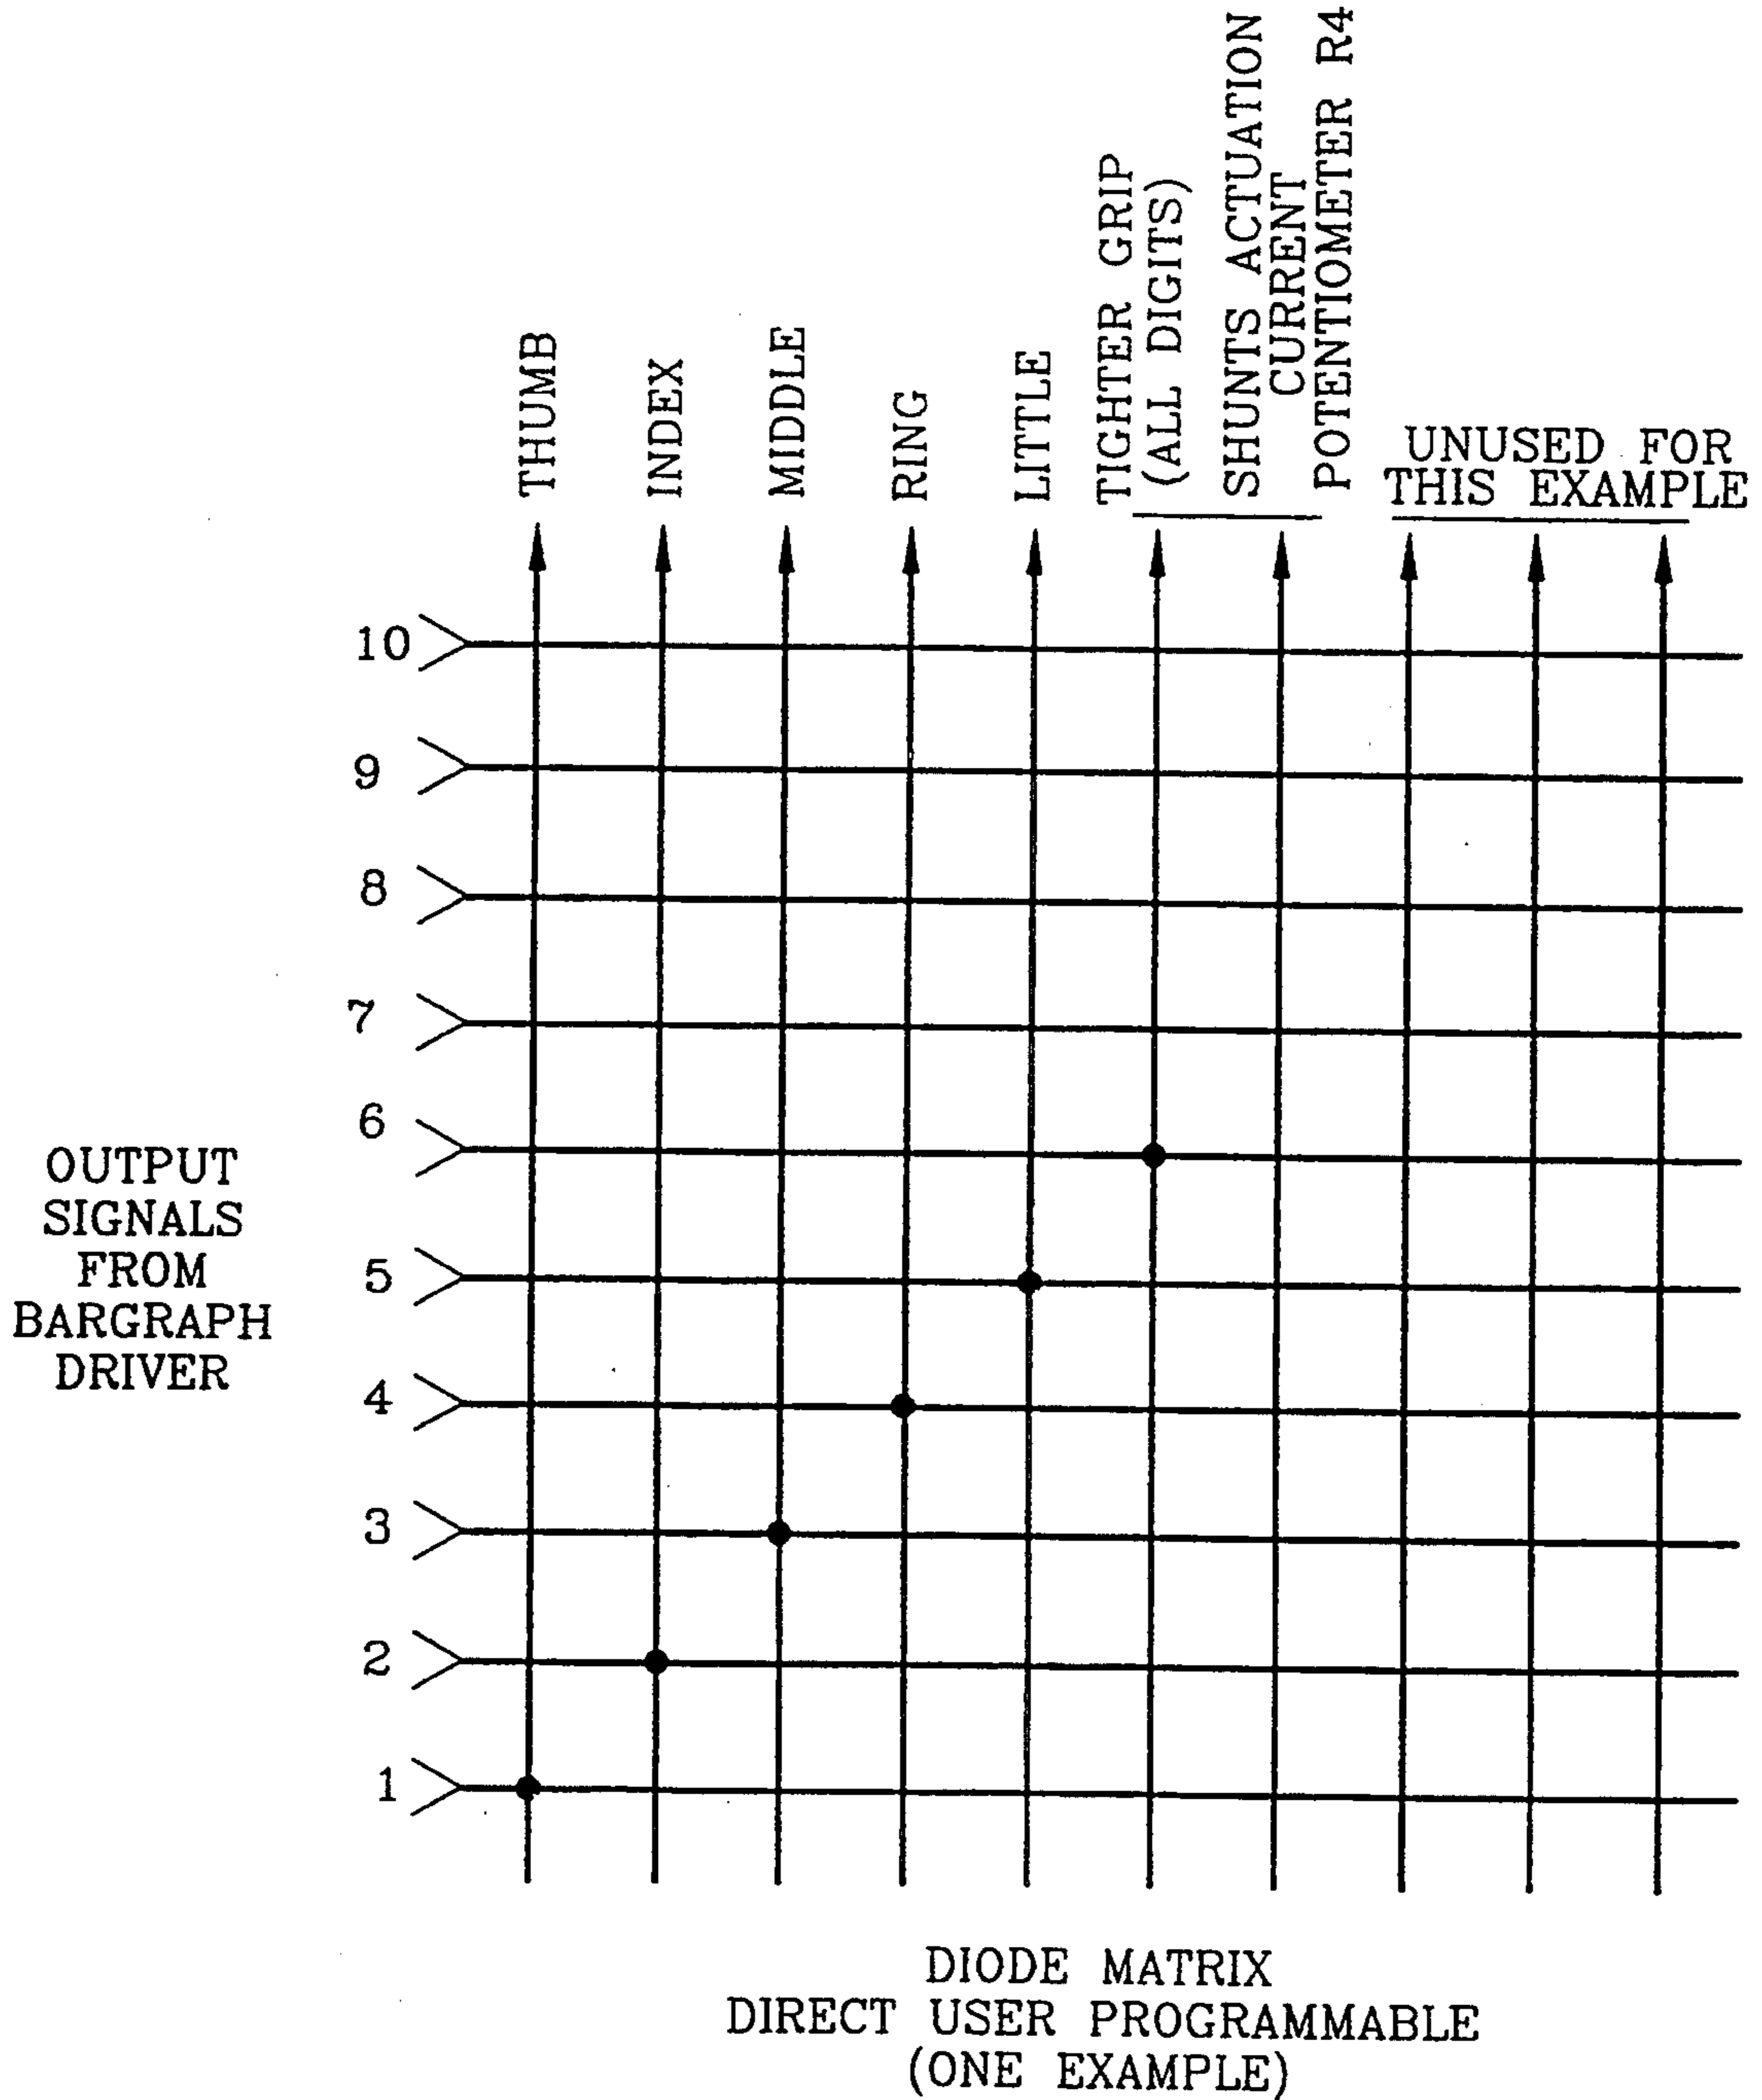 THUMB
INDEX
MIDDLE
RING
LITTLE
TIGHTER GRIP
(ALL DIGITS)
SHUNTS ACTUATION
CURRENT
POTENTIOMETER R4
UNUSED FOR
THIS EXAMPLE
10
9
8
7
6
5
4
3
2
1
OUTPUT
SIGNALS
FROM
BARGRAPH
DRIVER
DIODE MATRIX
DIRECT USER PROGRAMMABLE
(ONE EXAMPLE)